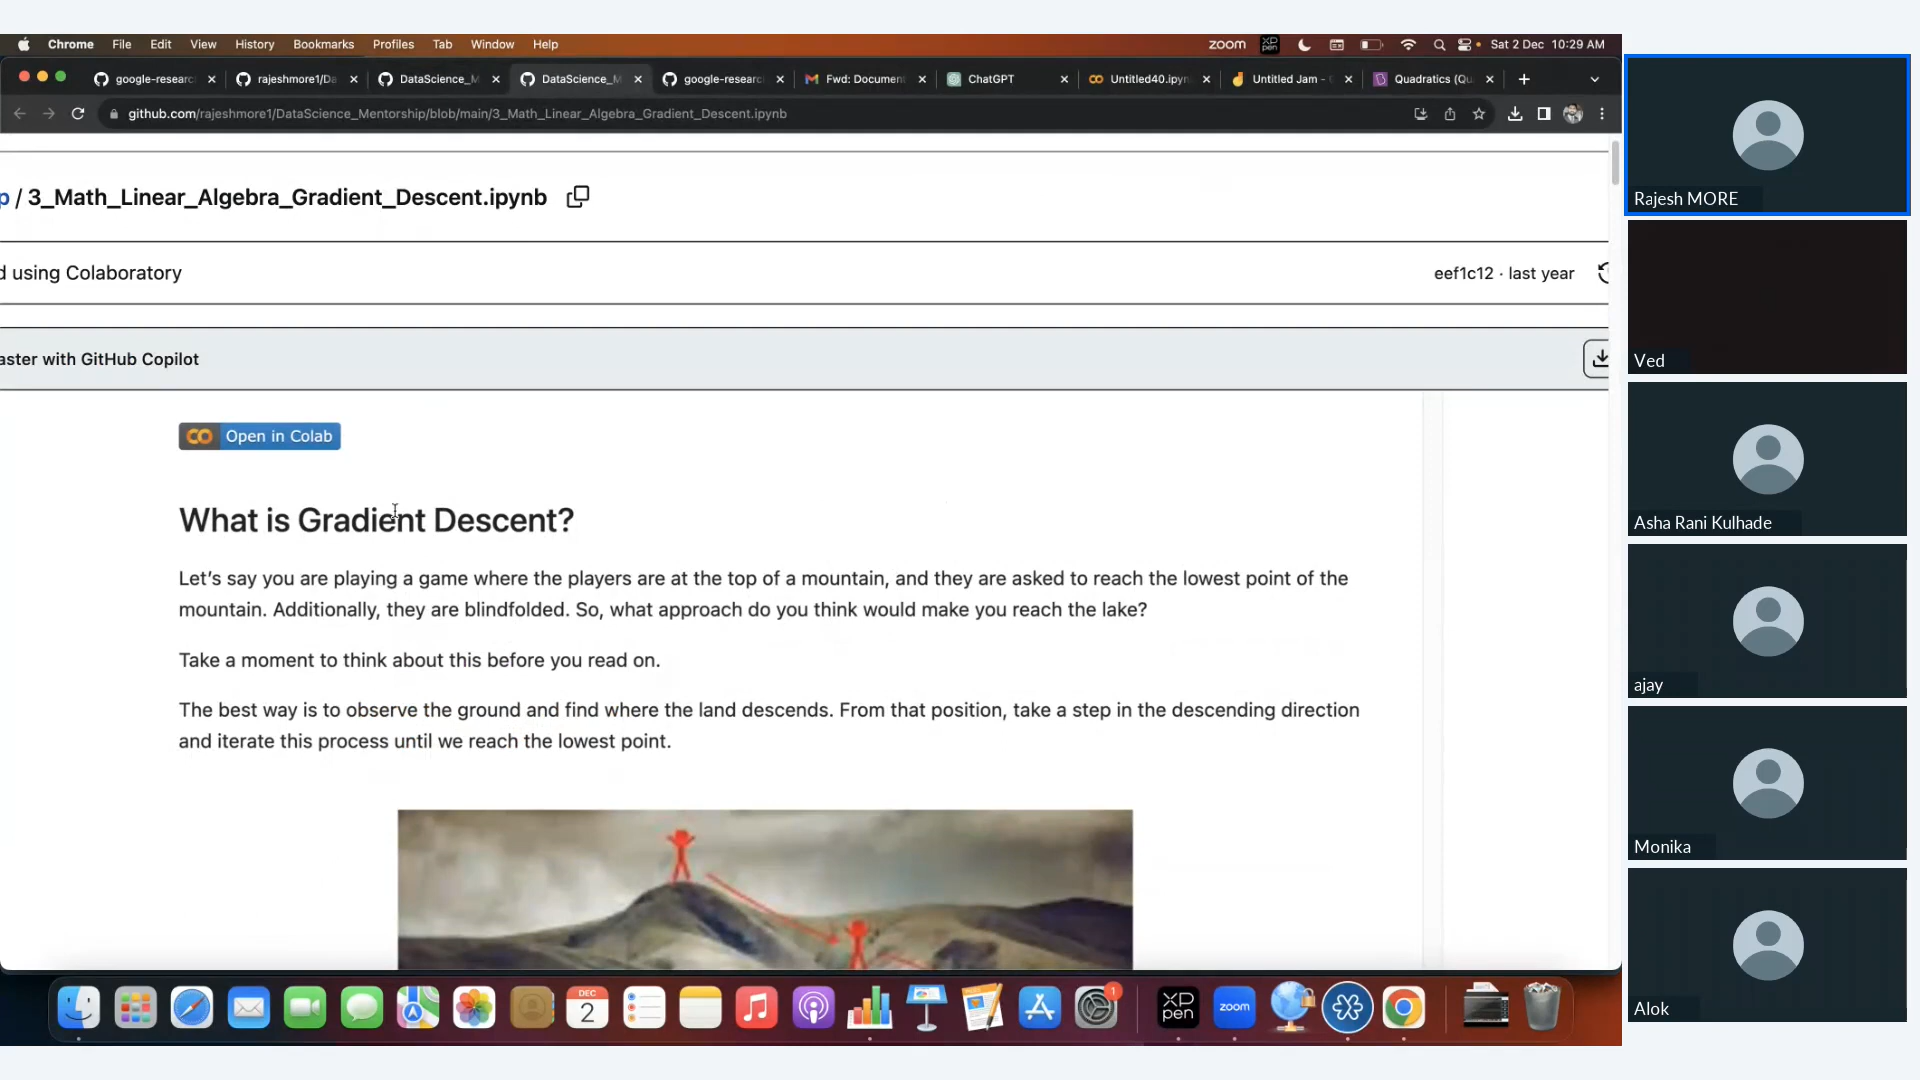 Chrome File Edit View History Bookmarks Profiles Tab Window Help zoom XP pen Sat 2 Dec 10:29 AM
google-researc rajeshmore1/Da DataScience_M DataScience_M google-researc Fwd: Documen ChatGPT Untitled40.ipyn Untitled Jam - Quadratics (Qu
github.com/rajeshmore1/DataScience_Mentorship/blob/main/3_Math_Linear_Algebra_Gradient_Descent.ipynb
p / 3_Math_Linear_Algebra_Gradient_Descent.ipynb
d using Colaboratory eef1c12 · last year
aster with GitHub Copilot
Open in Colab
What is Gradient Descent?
Let’s say you are playing a game where the players are at the top of a mountain, and they are asked to reach the lowest point of the
mountain. Additionally, they are blindfolded. So, what approach do you think would make you reach the lake?
Take a moment to think about this before you read on.
The best way is to observe the ground and find where the land descends. From that position, take a step in the descending direction
and iterate this process until we reach the lowest point.
DEC
2
1
XP
pen
zoom
Rajesh MORE
Ved
Asha Rani Kulhade
ajay
Monika
Alok